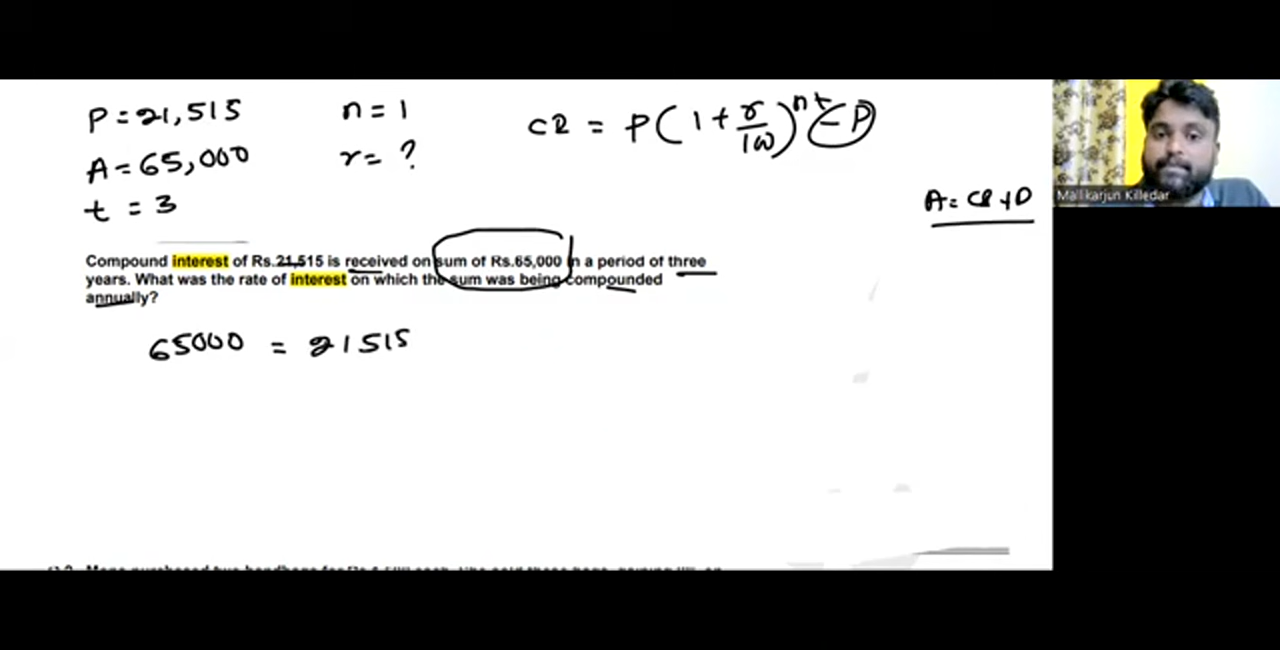 P = 21,515
n = 1
CI = P(1 + r/100)^nt - P
A = 65,000
r = ?
t = 3
A = CI + P
Mallikarjun Killedar
Compound interest of Rs.21,515 is received on sum of Rs.65,000 in a period of three
years. What was the rate of interest on which the sum was being compounded
annually?
65000 = 21515